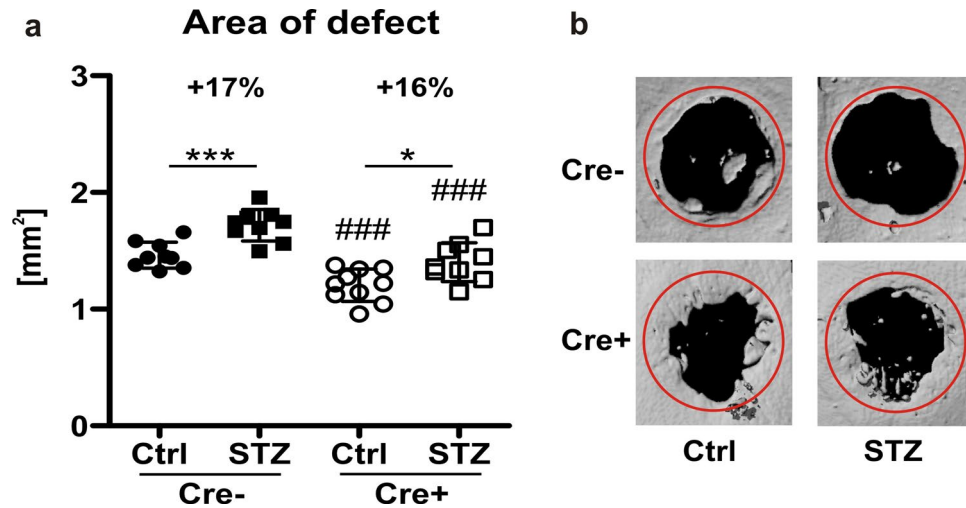 a
Area of defect
[mm²]
3
2
1
0
+17%
+16%
***
*
###
###
Ctrl STZ Ctrl STZ
Cre- Cre+
b
Cre-
Cre+
Ctrl STZ